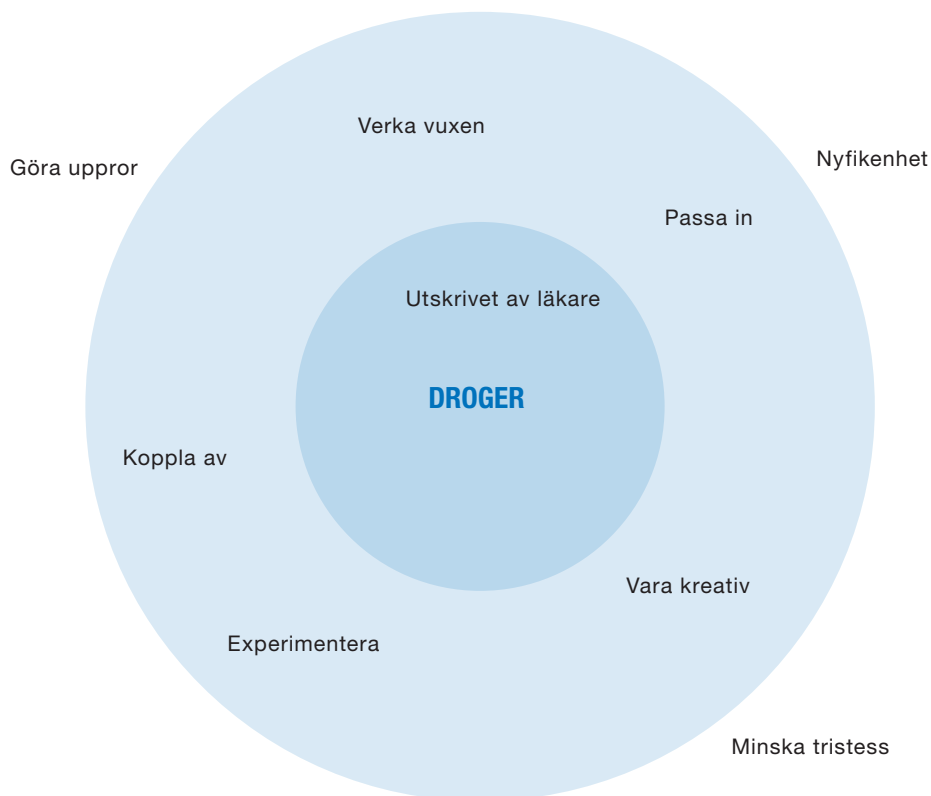 Verka vuxen
Göra uppror
Nyfikenhet
Passa in
Utskrivet av läkare
DROGER
Koppla av
Vara kreativ
Experimentera
Minska tristess